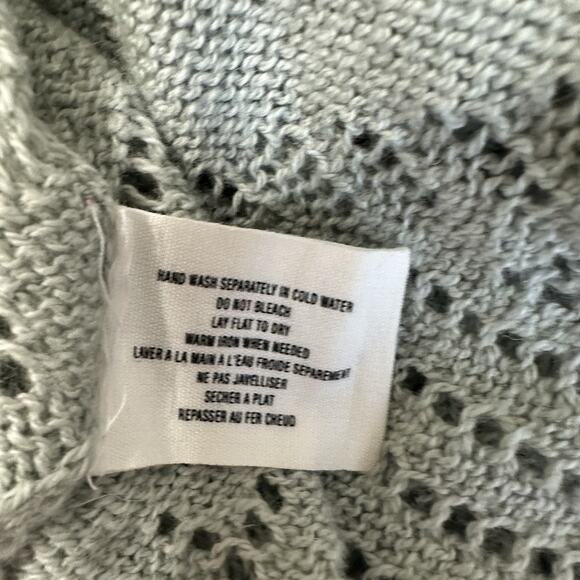 HAND WASH SEPARATELY IN COLD WATER
DO NOT BLEACH
LAY FLAT TO DRY
WARM IRON WHEN NEEDED
LAVER A LA MAIN A L'EAU FROIDE SEPAREMENT
NE PAS JAVELLISER
SECHER A PLAT
REPASSER AU FER CHEUD